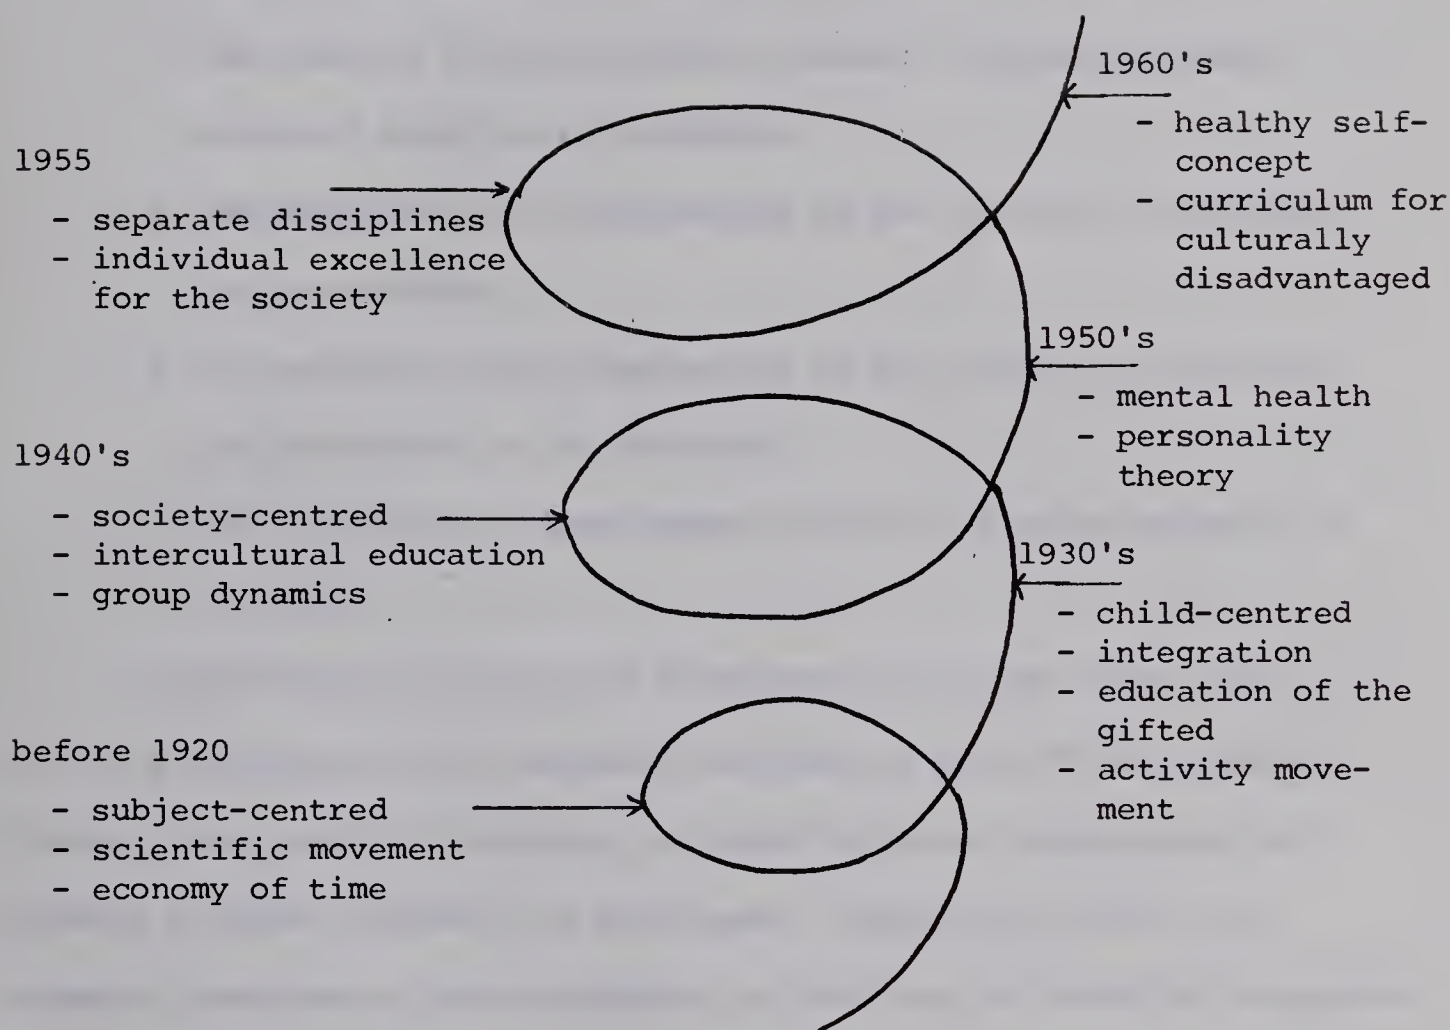 1960's
- healthy self-
concept
- curriculum for
culturally
disadvantaged
1955
- separate disciplines
- individual excellence
for the society
1950's
- mental health
- personality
theory
1940's
- society-centred
- intercultural education
- group dynamics
1930's
- child-centred
- integration
- education of the
gifted
- activity move-
ment
before 1920
- subject-centred
- scientific movement
- economy of time